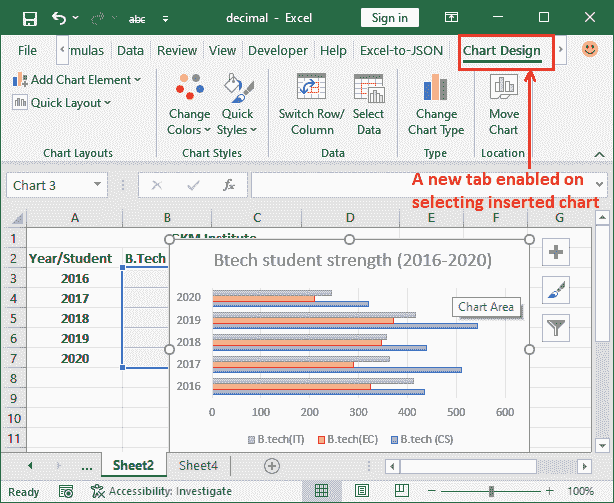 decimal - Excel
Sign in
abc
File mulas Data Review View Developer Help Excel-to-JSON Chart Design
Add Chart Element
Quick Layout
Change Colors
Quick Styles
Switch Row/ Column
Select Data
Change Chart Type
Move Chart
Chart Layouts Chart Styles Data Type Location
Chart 3
fx
A new tab enabled on
selecting inserted chart
A B C D E F G
1
2 Year/Student B.Tech
3 2016
4 2017
5 2018
6 2019
7 2020
8
9
10
11
Institute
Btech student strength (2016-2020)
Chart Area
2020
2019
2018
2017
2016
0 100 200 300 400 500 600
B.tech(IT) B.tech(EC) B.tech (CS)
... Sheet2 Sheet4
Ready Accessibility: Investigate 100%